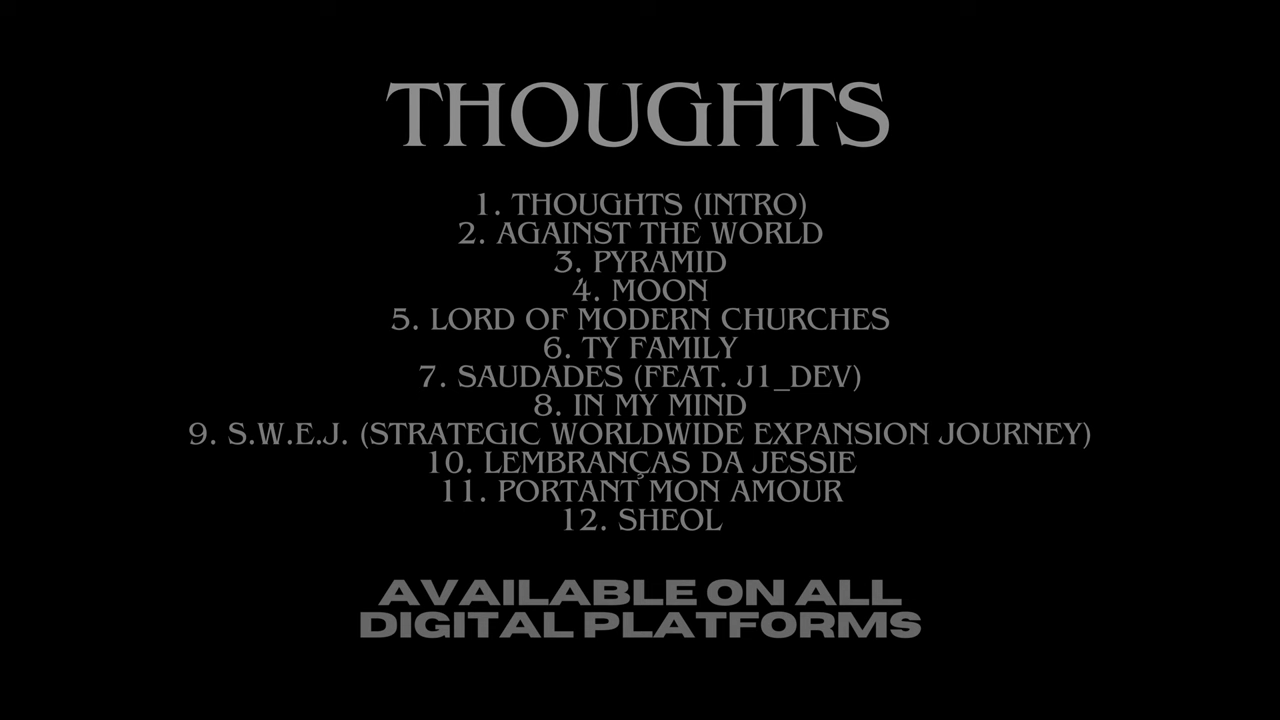 THOUGHTS
1. THOUGHTS (INTRO)
2. AGAINST THE WORLD
3. PYRAMID
4. MOON
5. LORD OF MODERN CHURCHES
6. TY FAMILY
7. SAUDADES (FEAT. J1_DEV)
8. IN MY MIND
9. S.W.E.J. (STRATEGIC WORLDWIDE EXPANSION JOURNEY)
10. LEMBRANÇAS DA JESSIE
11. PORTANT MON AMOUR
12. SHEOL
AVAILABLE ON ALL
DIGITAL PLATFORMS